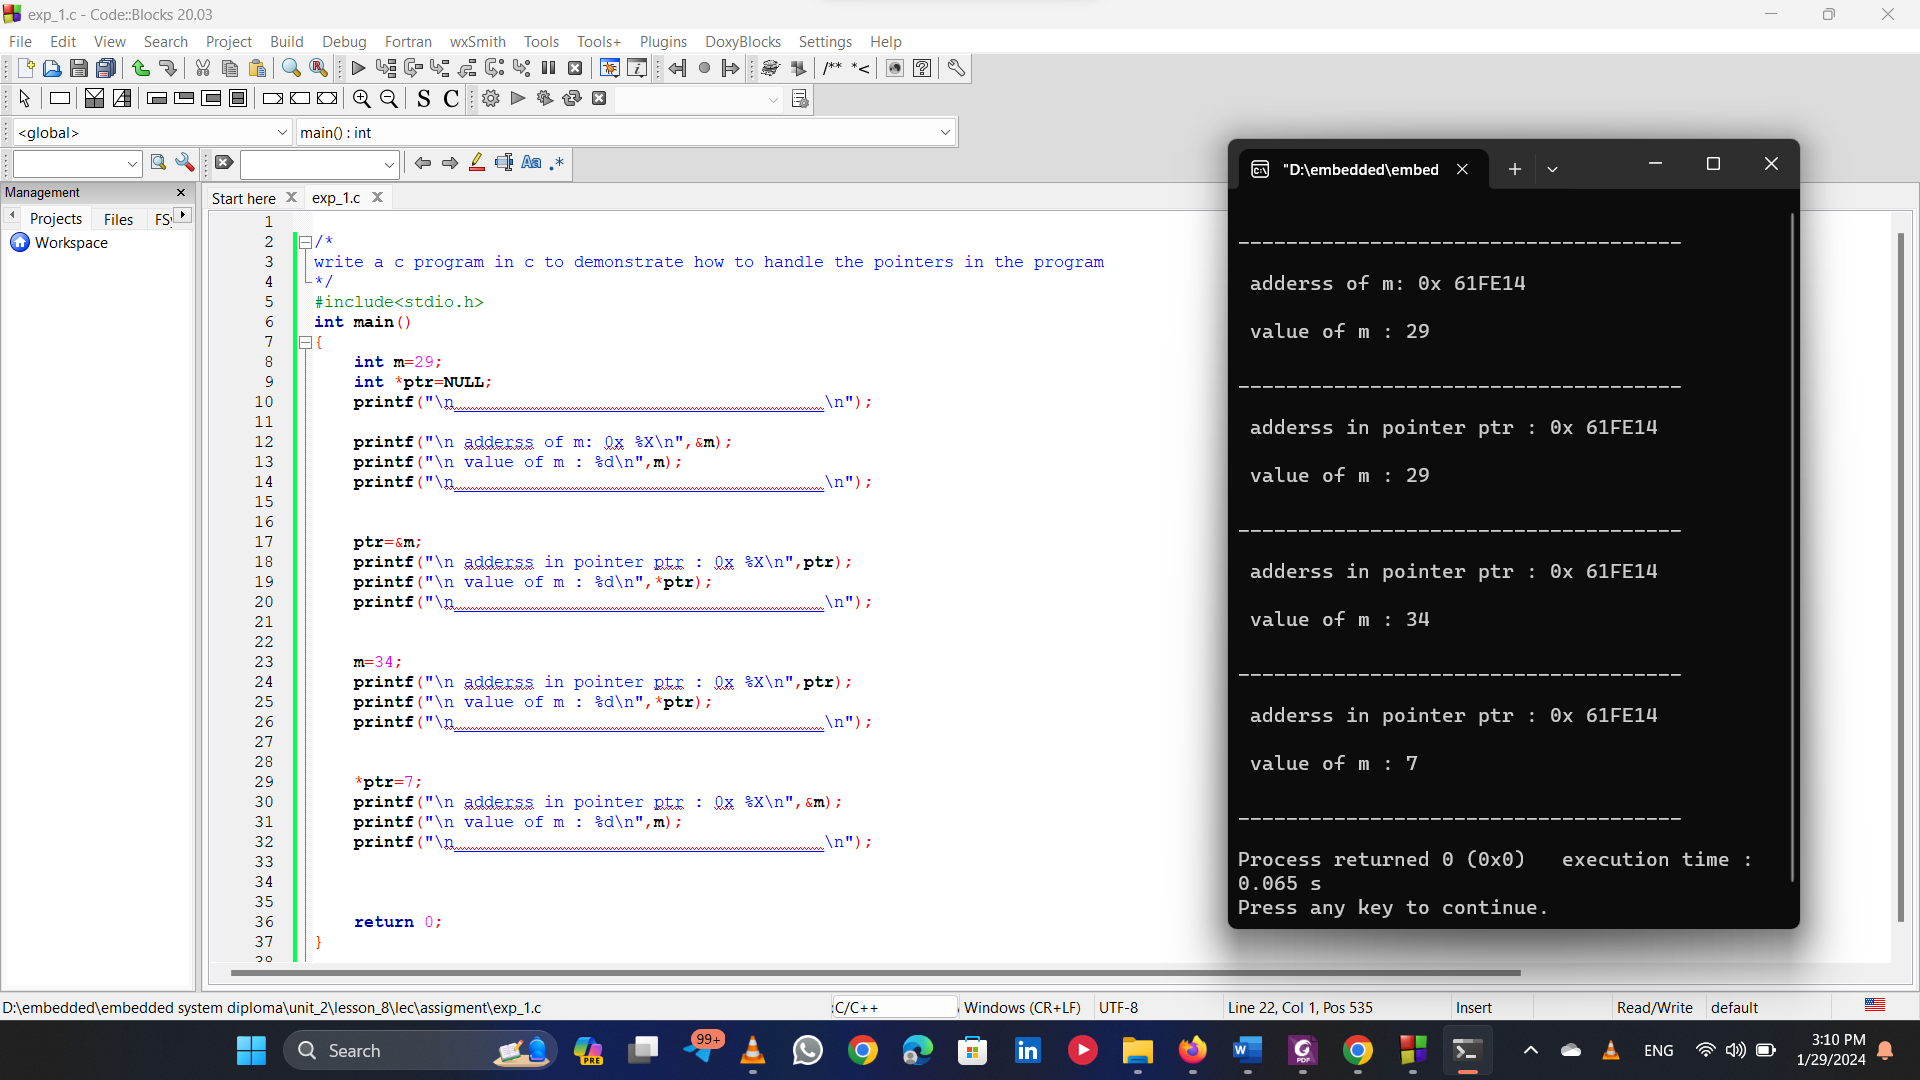 exp_1.c - Code::Blocks 20.03
File Edit View Search Project Build Debug Fortran wxSmith Tools Tools+ Plugins DoxyBlocks Settings Help
/** *<
S C
<global> main() : int
Aa .*
Management
Projects Files FSy
Workspace
Start here exp_1.c
1
2 /*
3 write a c program in c to demonstrate how to handle the pointers in the program
4 */
5 #include<stdio.h>
6 int main()
7 {
8 int m=29;
9 int *ptr=NULL;
10 printf("\n_____________________________________\n");
11
12 printf("\n adderss of m: 0x %X\n",&m);
13 printf("\n value of m : %d\n",m);
14 printf("\n_____________________________________\n");
15
16
17 ptr=&m;
18 printf("\n adderss in pointer ptr : 0x %X\n",ptr);
19 printf("\n value of m : %d\n",*ptr);
20 printf("\n_____________________________________\n");
21
22
23 m=34;
24 printf("\n adderss in pointer ptr : 0x %X\n",ptr);
25 printf("\n value of m : %d\n",*ptr);
26 printf("\n_____________________________________\n");
27
28
29 *ptr=7;
30 printf("\n adderss in pointer ptr : 0x %X\n",&m);
31 printf("\n value of m : %d\n",m);
32 printf("\n_____________________________________\n");
33
34
35
36 return 0;
37 }
38
"D:\embedded\embed
_____________________________________
adderss of m: 0x 61FE14
value of m : 29
_____________________________________
adderss in pointer ptr : 0x 61FE14
value of m : 29
_____________________________________
adderss in pointer ptr : 0x 61FE14
value of m : 34
_____________________________________
adderss in pointer ptr : 0x 61FE14
value of m : 7
_____________________________________
Process returned 0 (0x0)   execution time :
0.065 s
Press any key to continue.
D:\embedded\embedded system diploma\unit_2\lesson_8\lec\assigment\exp_1.c C/C++ Windows (CR+LF) UTF-8 Line 22, Col 1, Pos 535 Insert Read/Write default
Search PRE 99+ ENG 3:10 PM
1/29/2024